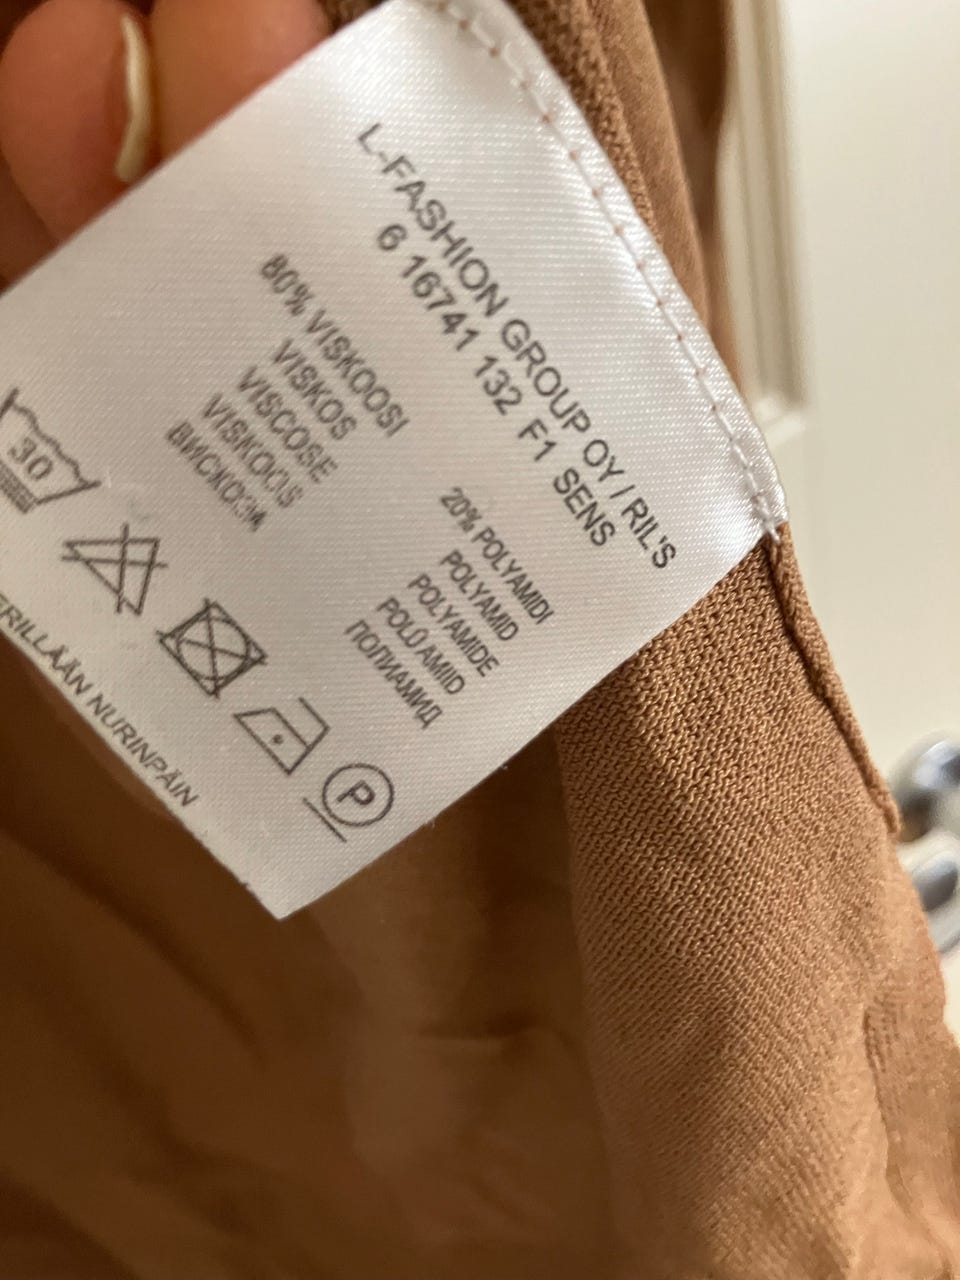 L-FASHION GROUP OY / RIL'S
6 16741 132 F1 SENS
80% VISKOOSI
VISKOS
VISCOSE
VISKOOS
ВИСКОЗА
20% POLYAMIDI
POLYAMID
POLYAMIDE
POLÜAMIID
ПОЛИАМИД
30
P
NURINPÄIN